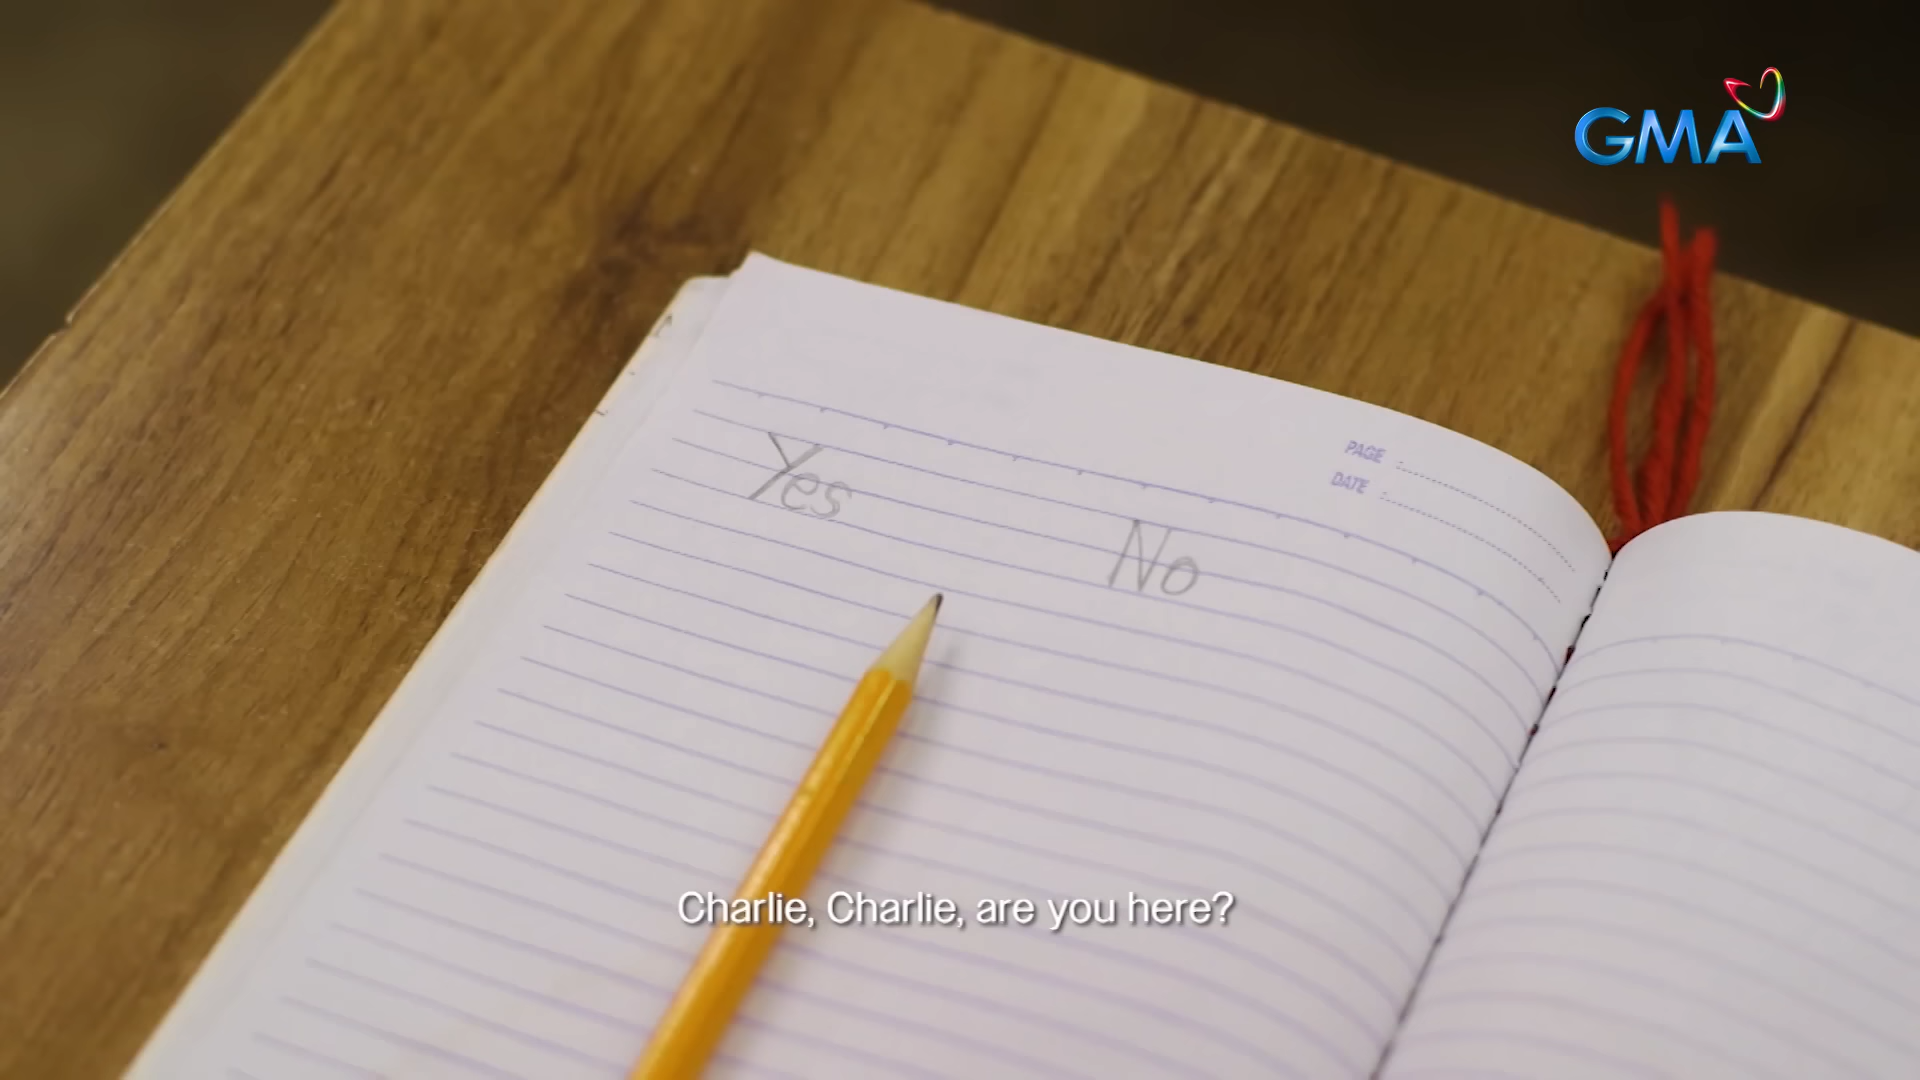 GMA
PAGE :
DATE :
Yes
No
Charlie, Charlie, are you here?